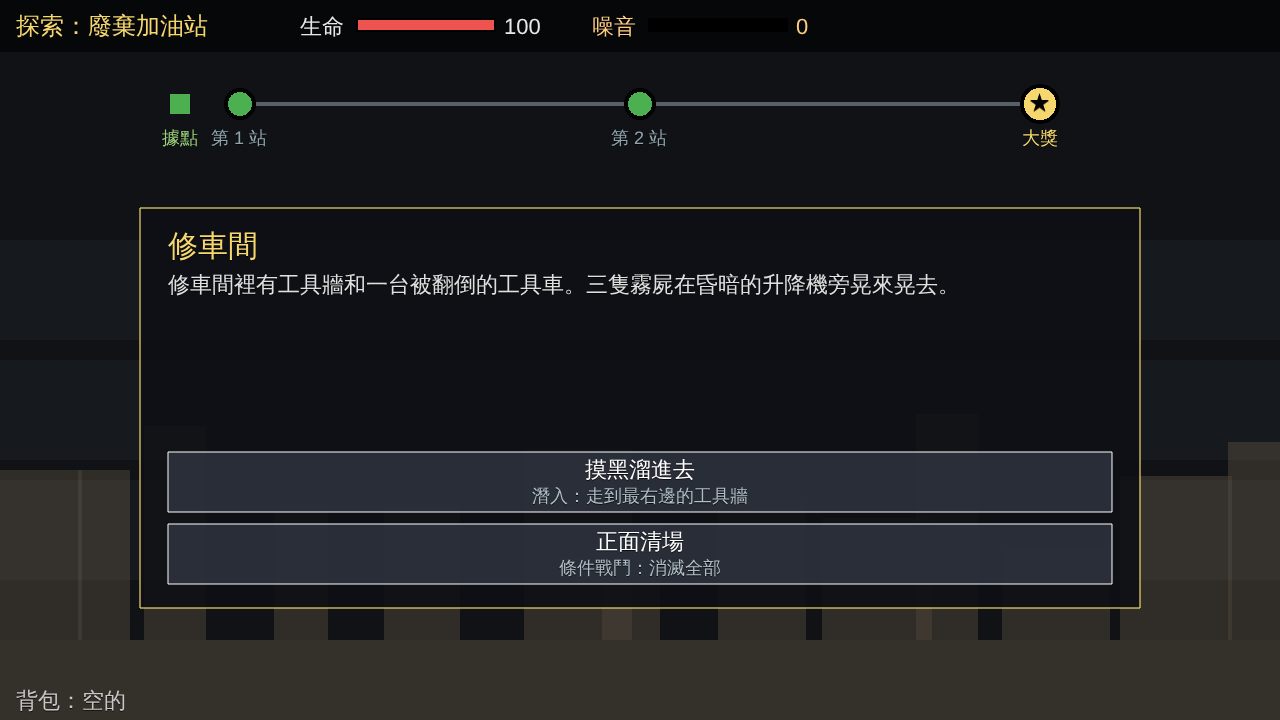 探索：廢棄加油站 生命 100 噪音 0
據點 第 1 站 第 2 站 大獎
修車間
修車間裡有工具牆和一台被翻倒的工具車。三隻霧屍在昏暗的升降機旁晃來晃去。
摸黑溜進去
潛入：走到最右邊的工具牆
正面清場
條件戰鬥：消滅全部
背包：空的